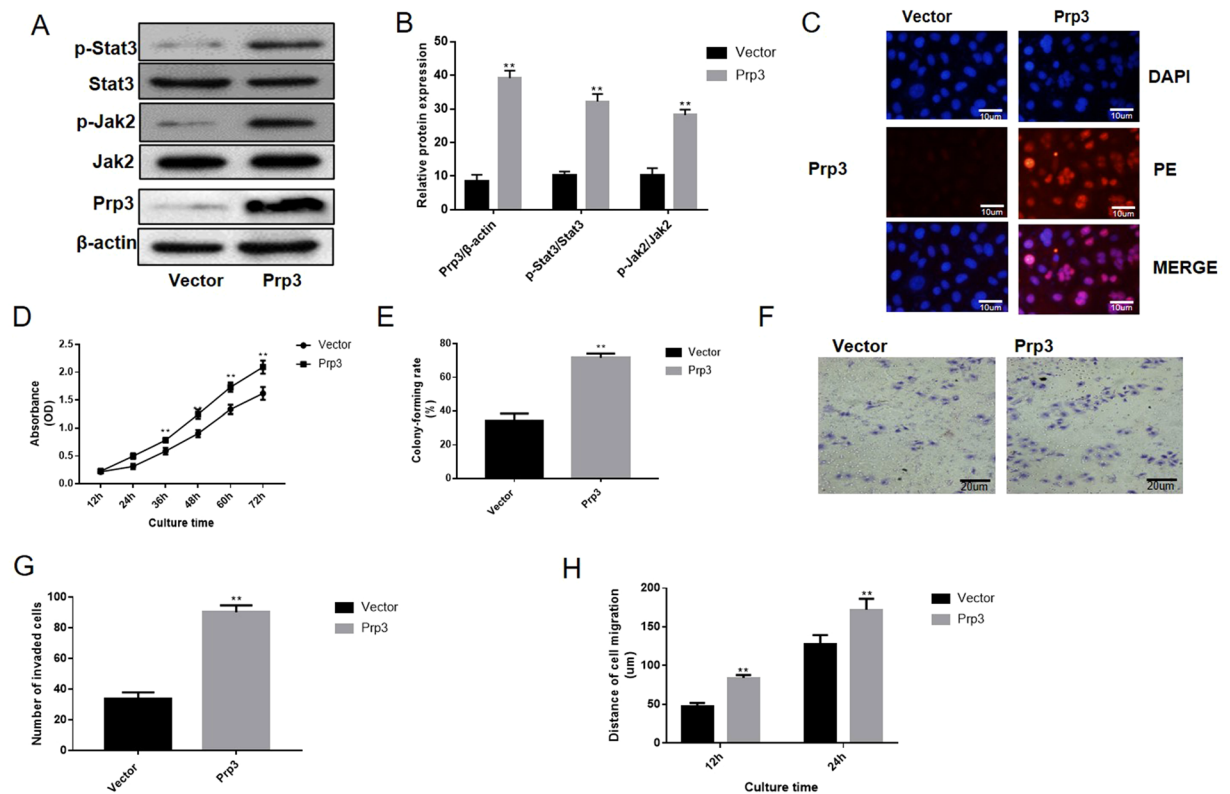 A
p-Stat3
Stat3
p-Jak2
Jak2
Prp3
β-actin
Vector Prp3
B
Relative protein expression
60
40
30
20
10
0
Prp3/β-actin
p-Stat3/Stat3
p-Jak2/Jak2
**
**
**
Vector
Prp3
C
Vector Prp3
DAPI
10um 10um
Prp3
PE
10um 10um
MERGE
10um 10um
D
Absorbance
(OD)
2.5
2.0
1.5
1.0
0.5
0.0
12h 24h 36h 48h 60h 72h
Culture time
**
**
**
**
Vector
Prp3
E
Colony-forming rate
(%)
80
60
40
20
0
**
Vector
Prp3
Vector
Prp3
F
Vector Prp3
20um 20um
G
Number of invaded cells
100
80
60
40
20
0
**
Vector
Prp3
Vector
Prp3
H
Distance of cell migration
(um)
200
150
100
50
0
**
**
12h 24h
Culture time
Vector
Prp3